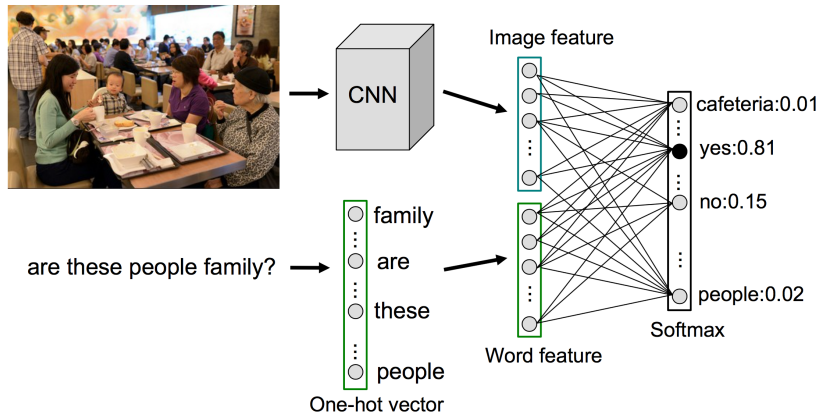 Image feature
CNN
cafeteria:0.01
yes:0.81
no:0.15
people:0.02
Softmax
are these people family?
family
are
these
people
One-hot vector
Word feature